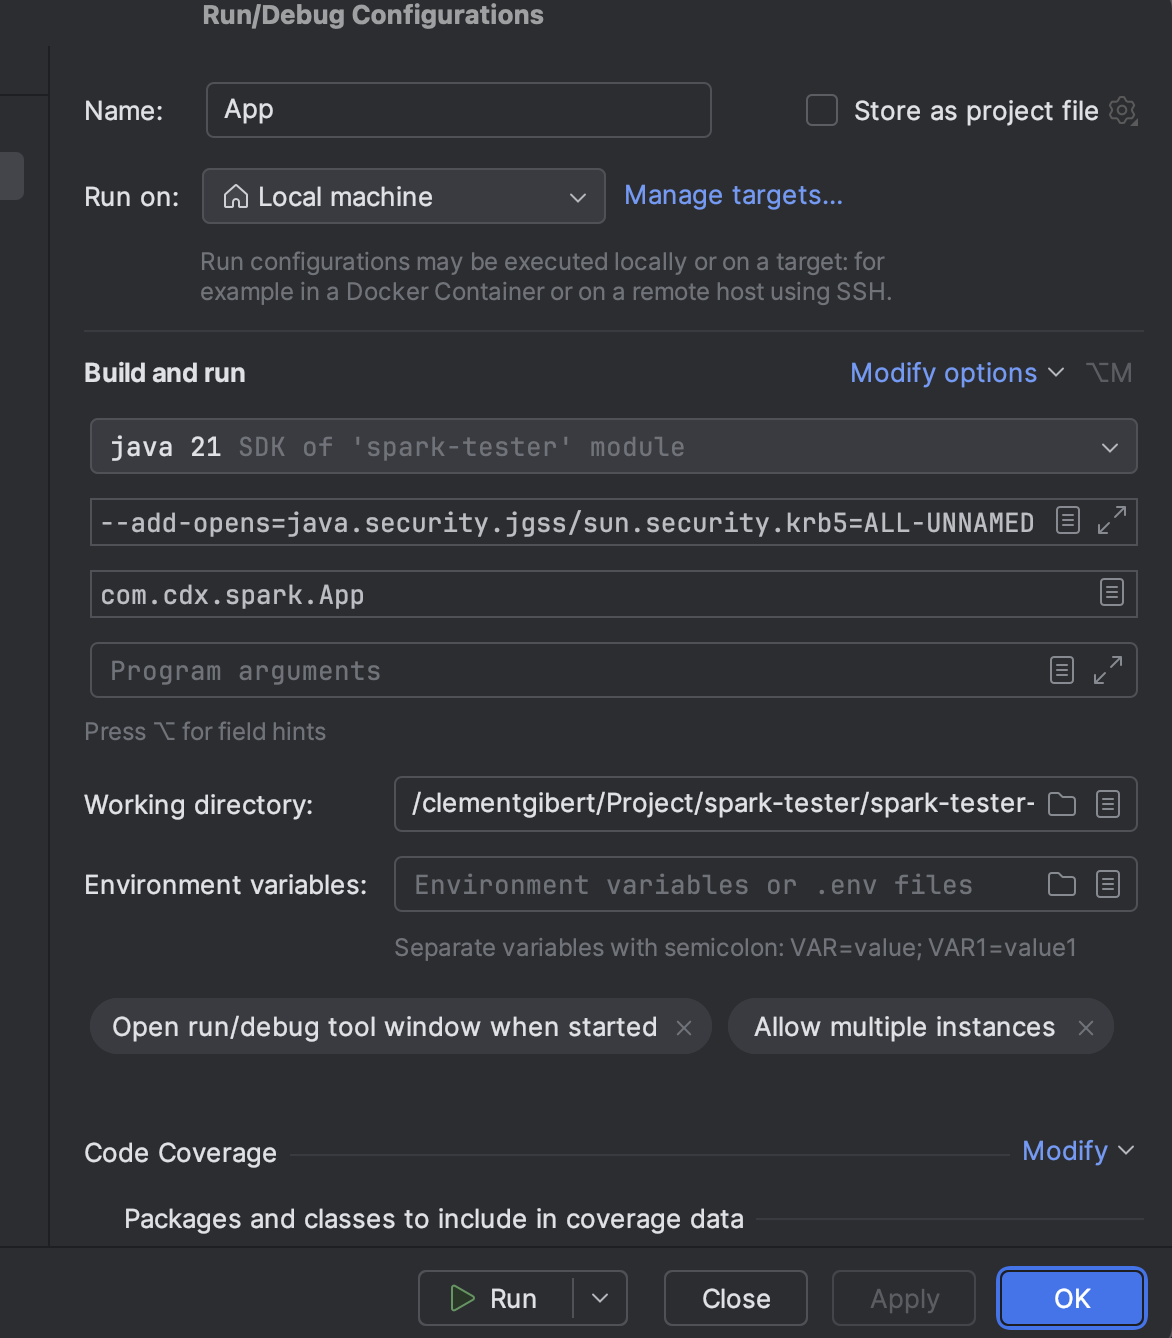 Run/Debug Configurations
Name: App Store as project file
Run on: Local machine Manage targets...
Run configurations may be executed locally or on a target: for
example in a Docker Container or on a remote host using SSH.
Build and run Modify options ⌥M
java 21 SDK of 'spark-tester' module
--add-opens=java.security.jgss/sun.security.krb5=ALL-UNNAMED
com.cdx.spark.App
Program arguments
Press ⌥ for field hints
Working directory: /clementgibert/Project/spark-tester/spark-tester-
Environment variables: Environment variables or .env files
Separate variables with semicolon: VAR=value; VAR1=value1
Open run/debug tool window when started Allow multiple instances
Code Coverage Modify
Packages and classes to include in coverage data
Run Close Apply OK